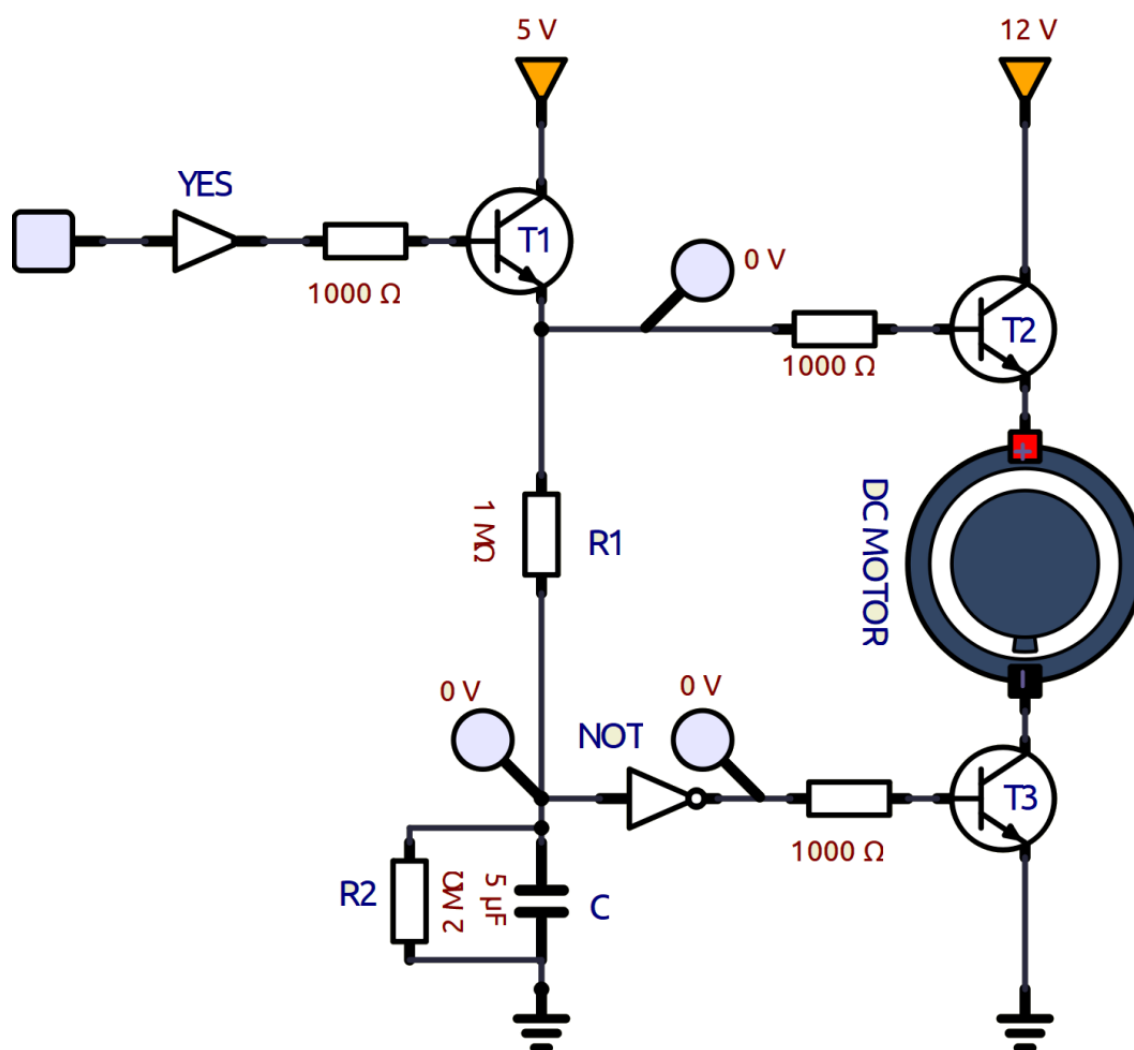 5 V
12 V
YES
T1
1000 Ω
0 V
T2
1000 Ω
+
DC MOTOR
1 MΩ
R1
0 V
0 V
NOT
T3
1000 Ω
R2
2 MΩ
5 µF
C